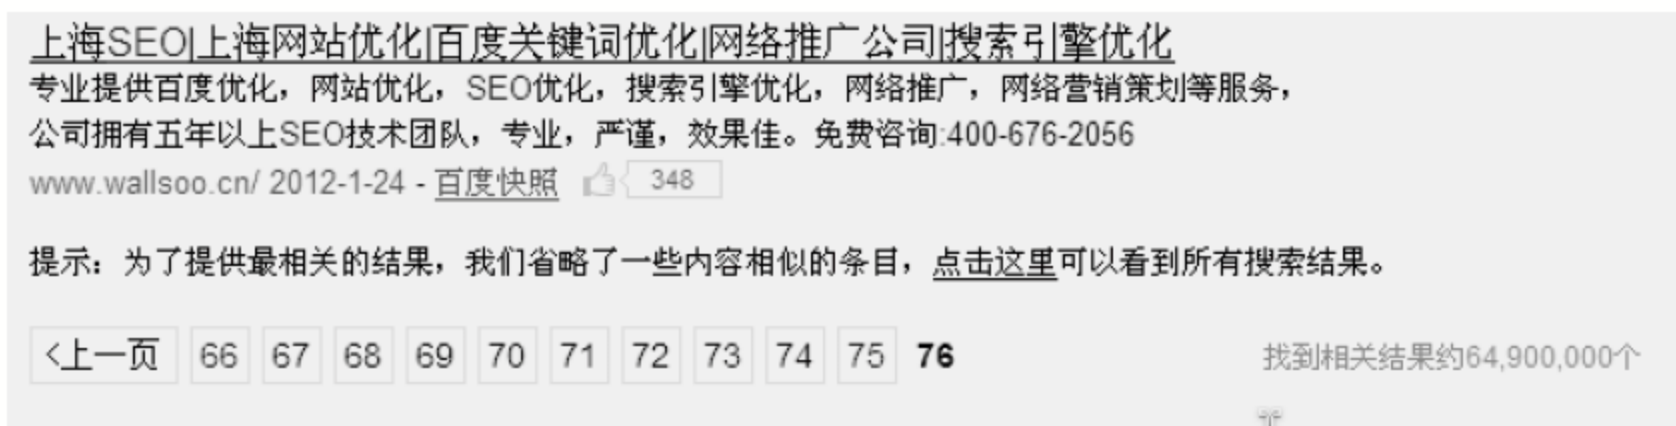 上海SEO|上海网站优化|百度关键词优化|网络推广公司|搜索引擎优化
专业提供百度优化，网站优化，SEO优化，搜索引擎优化，网络推广，网络营销策划等服务，
公司拥有五年以上SEO技术团队，专业，严谨，效果佳。免费咨询:400-676-2056
www.wallsoo.cn/ 2012-1-24 - 百度快照 348
提示：为了提供最相关的结果，我们省略了一些内容相似的条目，点击这里可以看到所有搜索结果。
<上一页 66 67 68 69 70 71 72 73 74 75 76 找到相关结果约64,900,000个